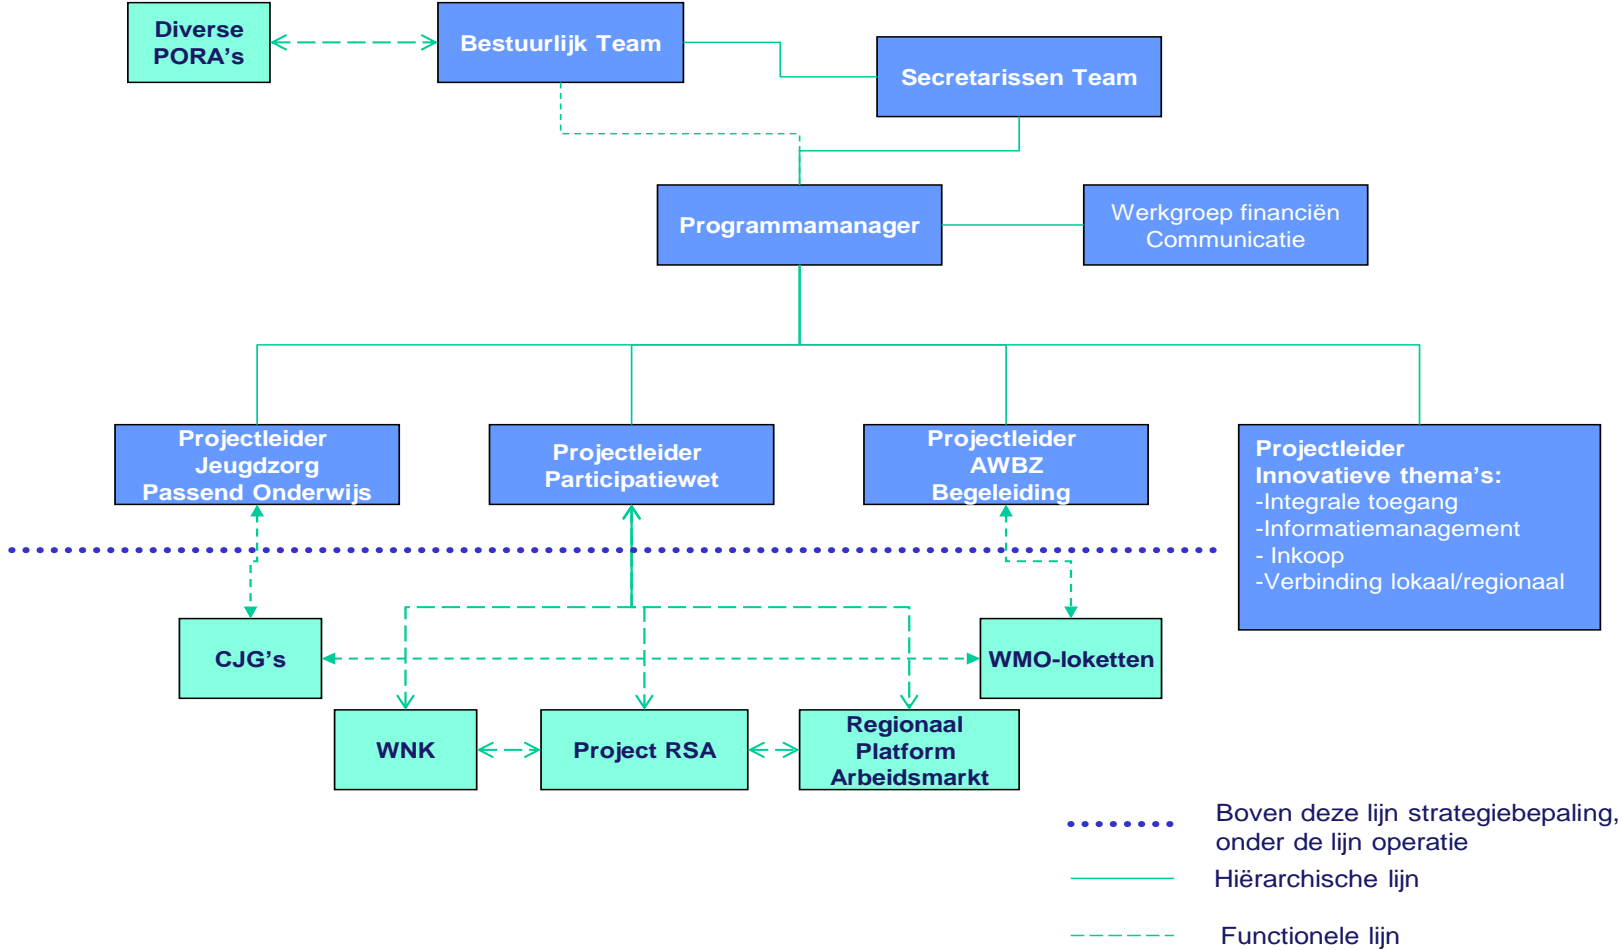 Diverse
PORA's
Bestuurlijk Team
Secretarissen Team
Programmamanager
Werkgroep financiën
Communicatie
Projectleider
Jeugdzorg
Passend Onderwijs
Projectleider
Participatiewet
Projectleider
AWBZ
Begeleiding
Projectleider
Innovatieve thema's:
-Integrale toegang
-Informatiemanagement
- Inkoop
-Verbinding lokaal/regionaal
CJG's
WMO-loketten
WNK
Project RSA
Regionaal
Platform
Arbeidsmarkt
Boven deze lijn strategiebepaling,
onder de lijn operatie
Hiërarchische lijn
Functionele lijn